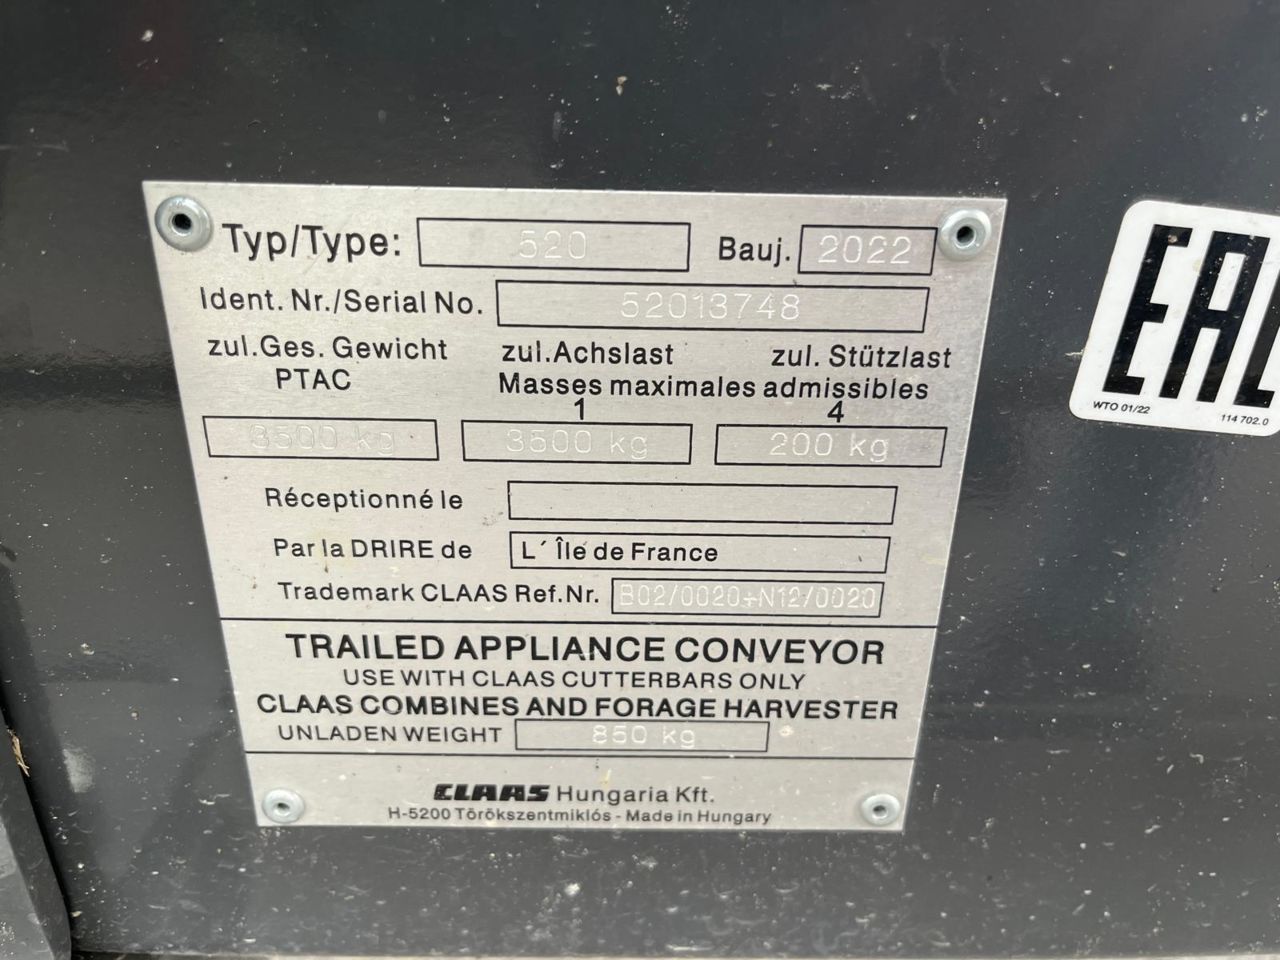 Typ/Type: 520 Bauj. 2022
Ident. Nr./Serial No. 52013748
zul.Ges. Gewicht zul.Achslast zul. Stützlast
PTAC Masses maximales admissibles
1 4
3500 kg 3500 kg 200 kg
Réceptionné le
Par la DRIRE de L´ Île de France
Trademark CLAAS Ref.Nr. B02/0020÷N12/0020
TRAILED APPLIANCE CONVEYOR
USE WITH CLAAS CUTTERBARS ONLY
CLAAS COMBINES AND FORAGE HARVESTER
UNLADEN WEIGHT 850 kg
CLAAS Hungaria Kft.
H-5200 Törökszentmiklós - Made in Hungary
EAC
WTO 01/22 114 702.0